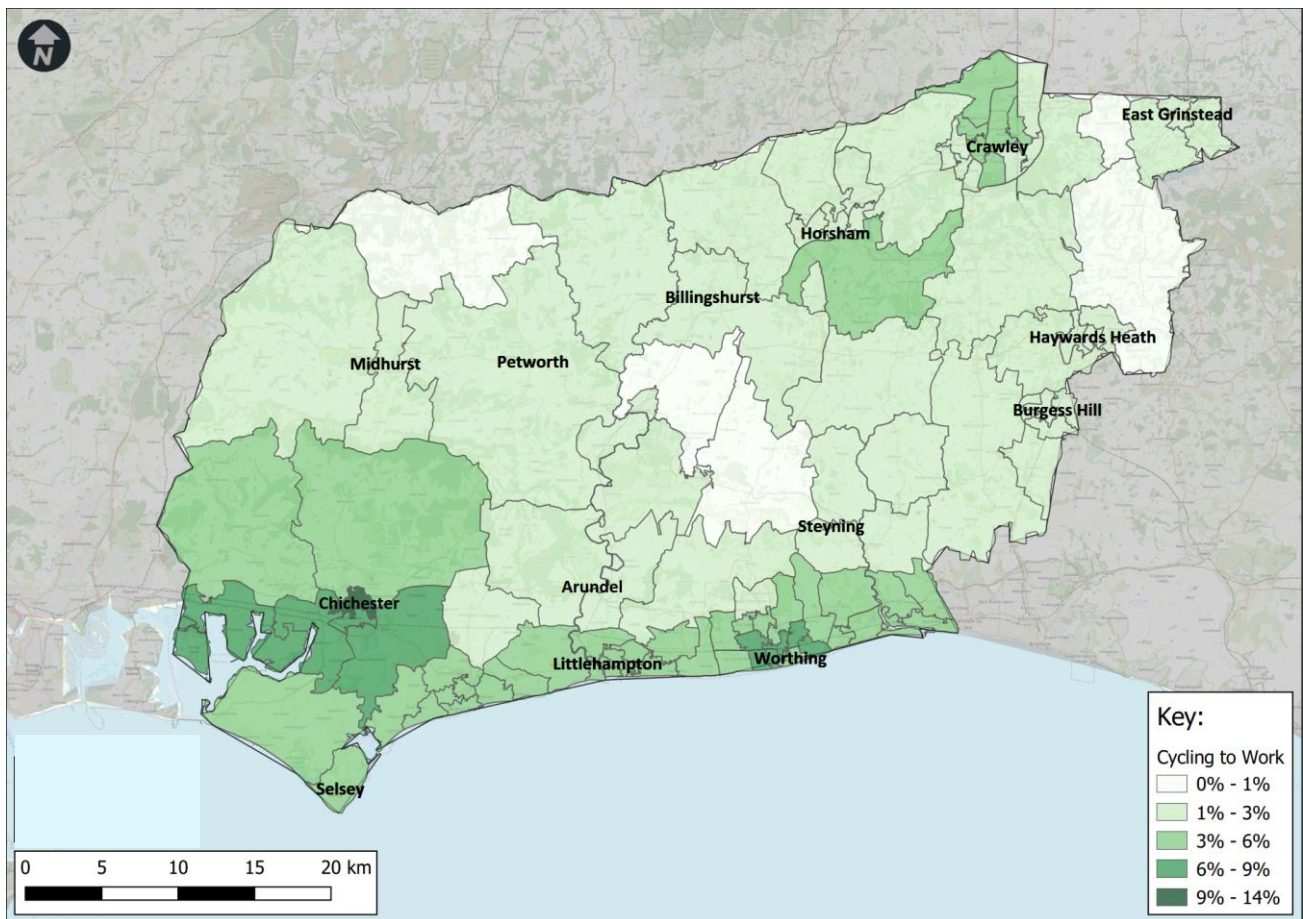 N
East Grinstead
Crawley
Horsham
Billingshurst
Haywards Heath
Midhurst
Petworth
Burgess Hill
Steyning
Arundel
Chichester
Littlehampton
Worthing
Selsey
Key:
Cycling to Work
0% - 1%
1% - 3%
3% - 6%
6% - 9%
9% - 14%
0 5 10 15 20 km